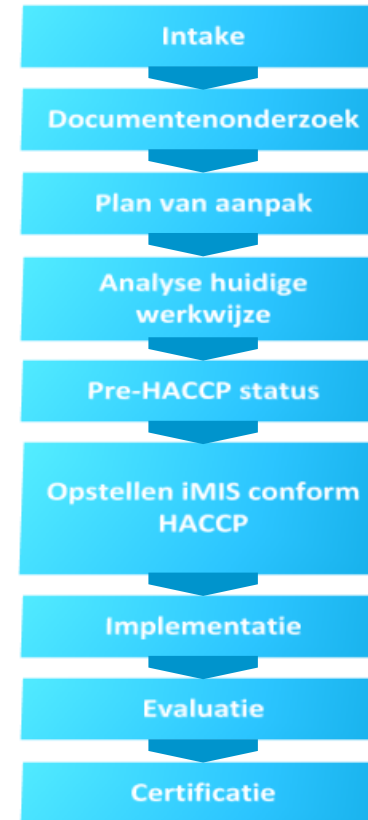 Intake
Documentenonderzoek
Plan van aanpak
Analyse huidige
werkwijze
Pre-HACCP status
Opstellen iMIS conform
HACCP
Implementatie
Evaluatie
Certificatie